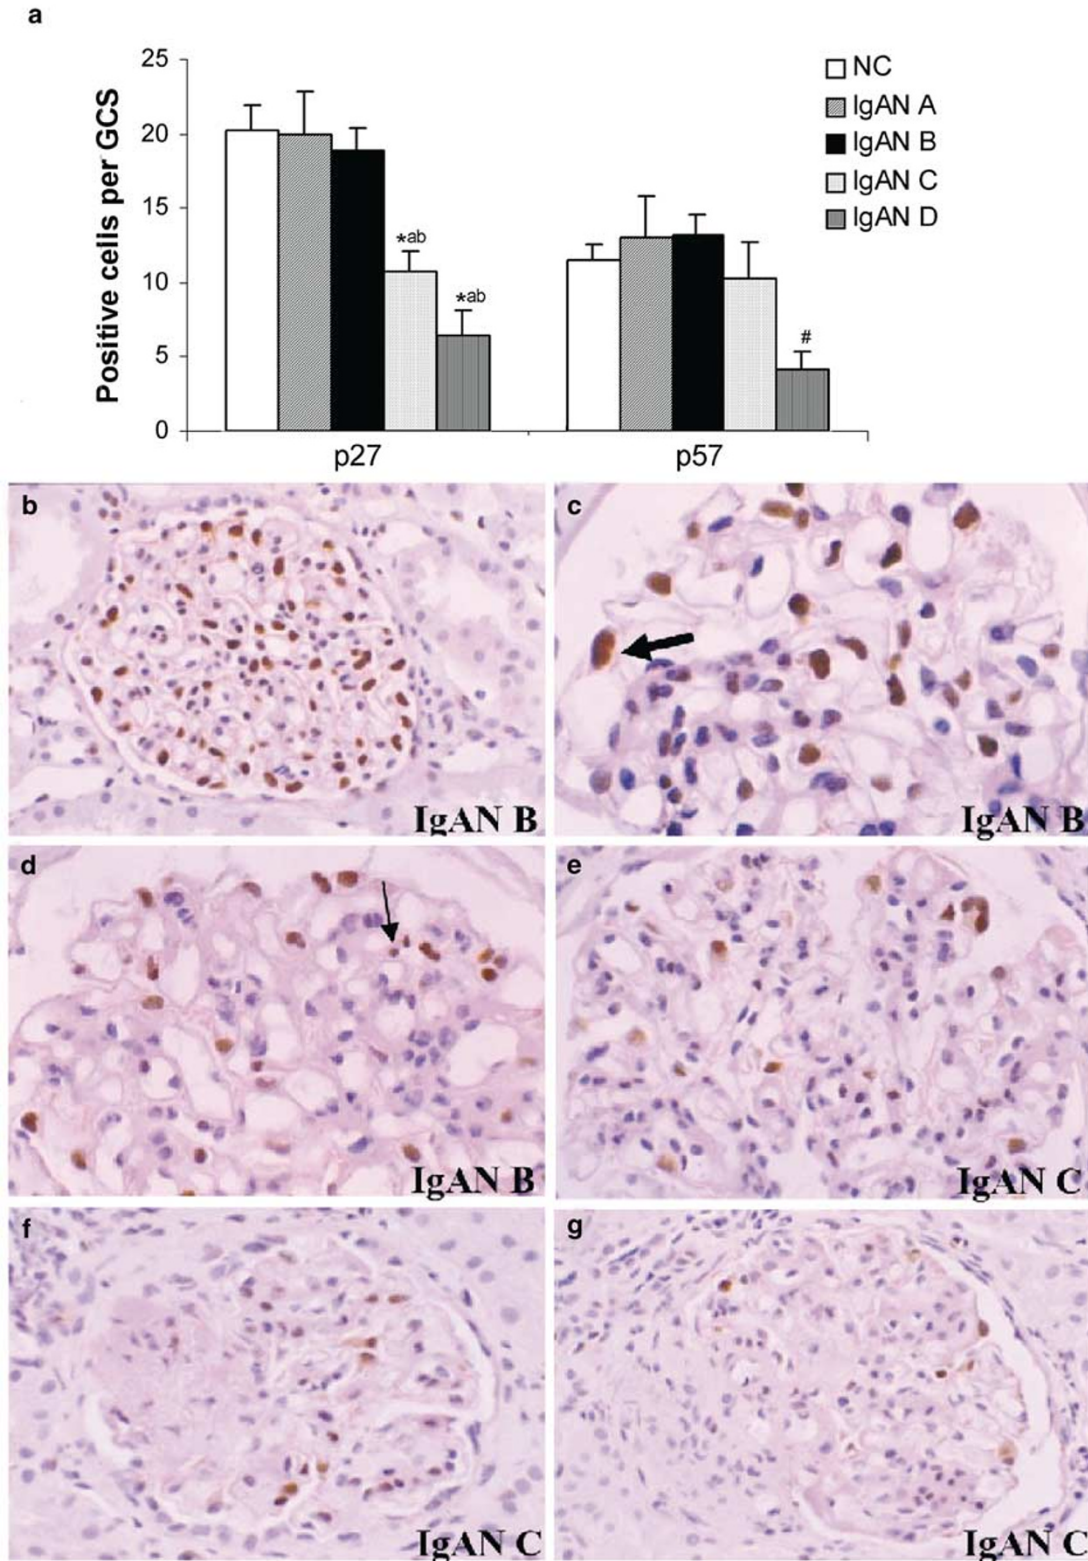 a
Positive cells per GCS
25
20
15
10
5
0
*ab
*ab
#
p27
p57
NC
IgAN A
IgAN B
IgAN C
IgAN D
b
IgAN B
c
IgAN B
d
IgAN B
e
IgAN C
f
IgAN C
g
IgAN C